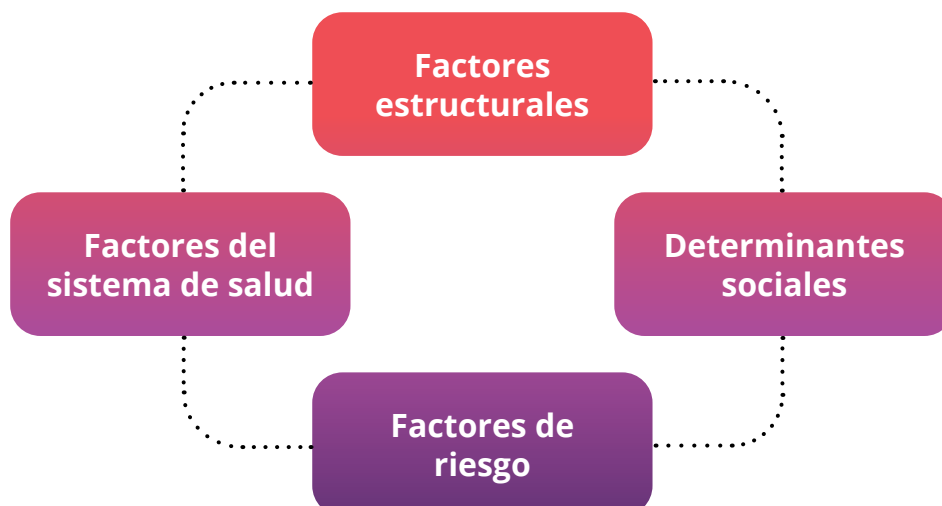 Factores
estructurales
Factores del
sistema de salud
Determinantes
sociales
Factores de
riesgo